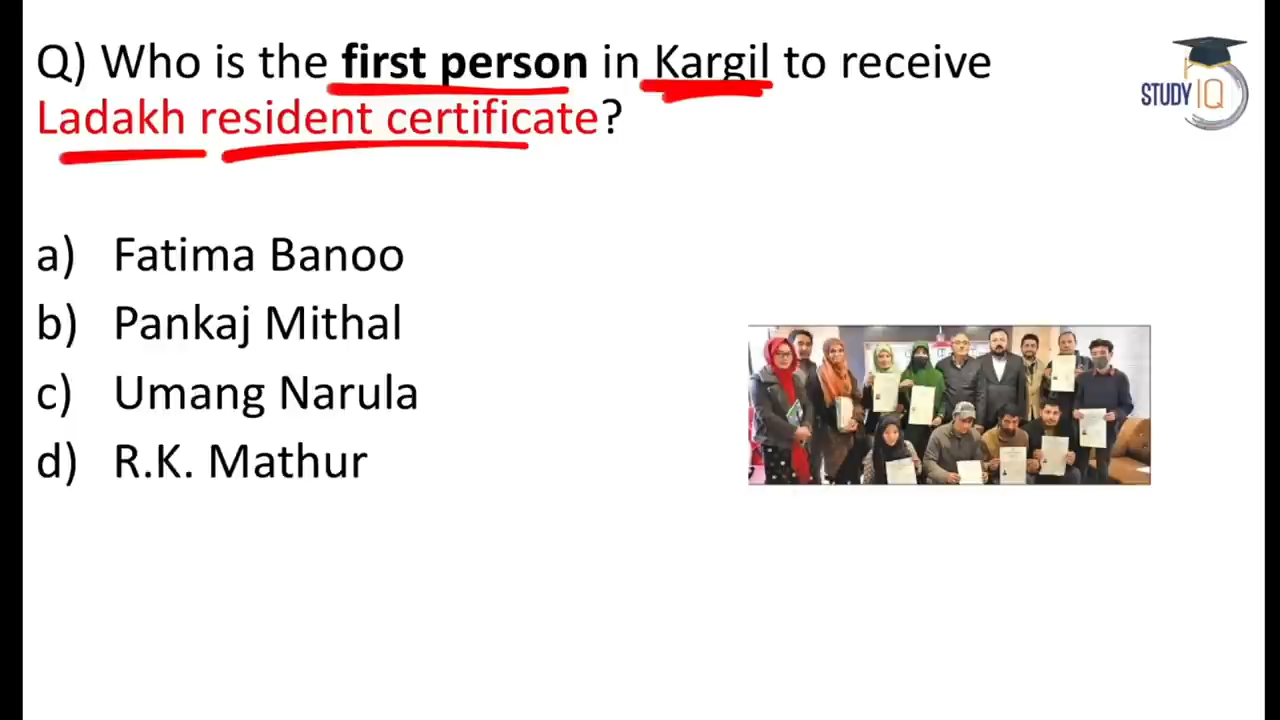 Q) Who is the first person in Kargil to receive
Ladakh resident certificate?
STUDY IQ
a) Fatima Banoo
b) Pankaj Mithal
c) Umang Narula
d) R.K. Mathur